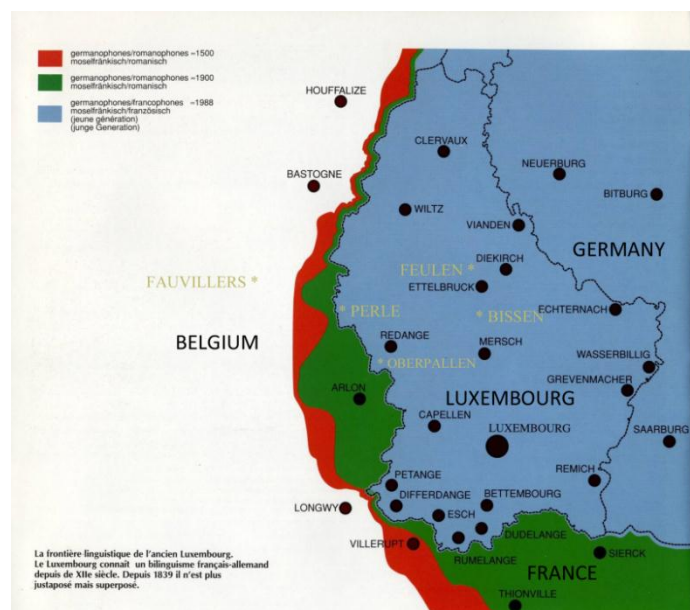 germanophones/romanophones ~1500
moselfränkisch/romanisch
germanophones/romanophones ~1900
moselfränkisch/romanisch
germanophones/francophones ~1988
moselfränkisch/französisch
(jeune génération)
(junge Generation)
HOUFFALIZE
CLERVAUX
NEUERBURG
BASTOGNE
BITBURG
WILTZ
VIANDEN
GERMANY
DIEKIRCH
FEULEN *
FAUVILLERS *
ETTELBRUCK
ECHTERNACH
* PERLE
* BISSEN
BELGIUM
REDANGE
MERSCH
WASSERBILLIG
* OBERPALLEN
GREVENMACHER
ARLON
LUXEMBOURG
CAPELLEN
LUXEMBOURG
SAARBURG
PETANGE
REMICH
DIFFERDANGE
BETTEMBOURG
LONGWY
ESCH
DUDELANGE
VILLERUPT
SIERCK
RUMELANGE
FRANCE
THIONVILLE
La frontière linguistique de l'ancien Luxembourg.
Le Luxembourg connaît un bilinguisme français-allemand
depuis de XIIe siècle. Depuis 1839 il n'est plus
justaposé mais superposé.